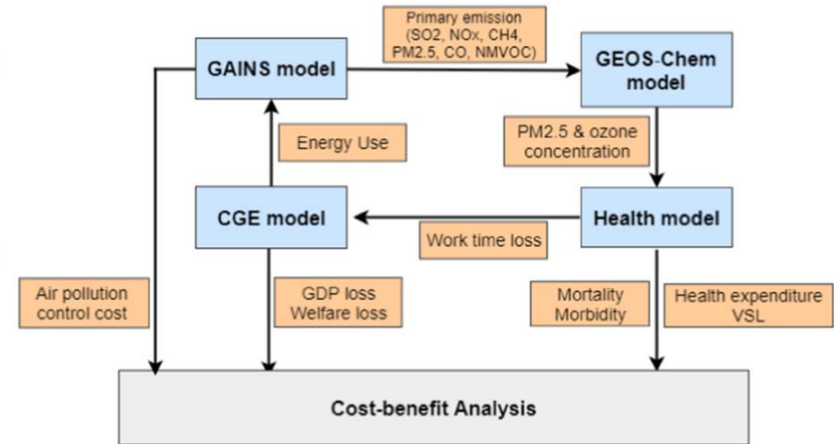 Primary emission
(SO2, NOx, CH4,
PM2.5, CO, NMVOC)
GAINS model
GEOS-Chem
model
Energy Use
PM2.5 & ozone
concentration
CGE model
Work time loss
Health model
Air pollution
control cost
GDP loss
Welfare loss
Mortality
Morbidity
Health expenditure
VSL
Cost-benefit Analysis